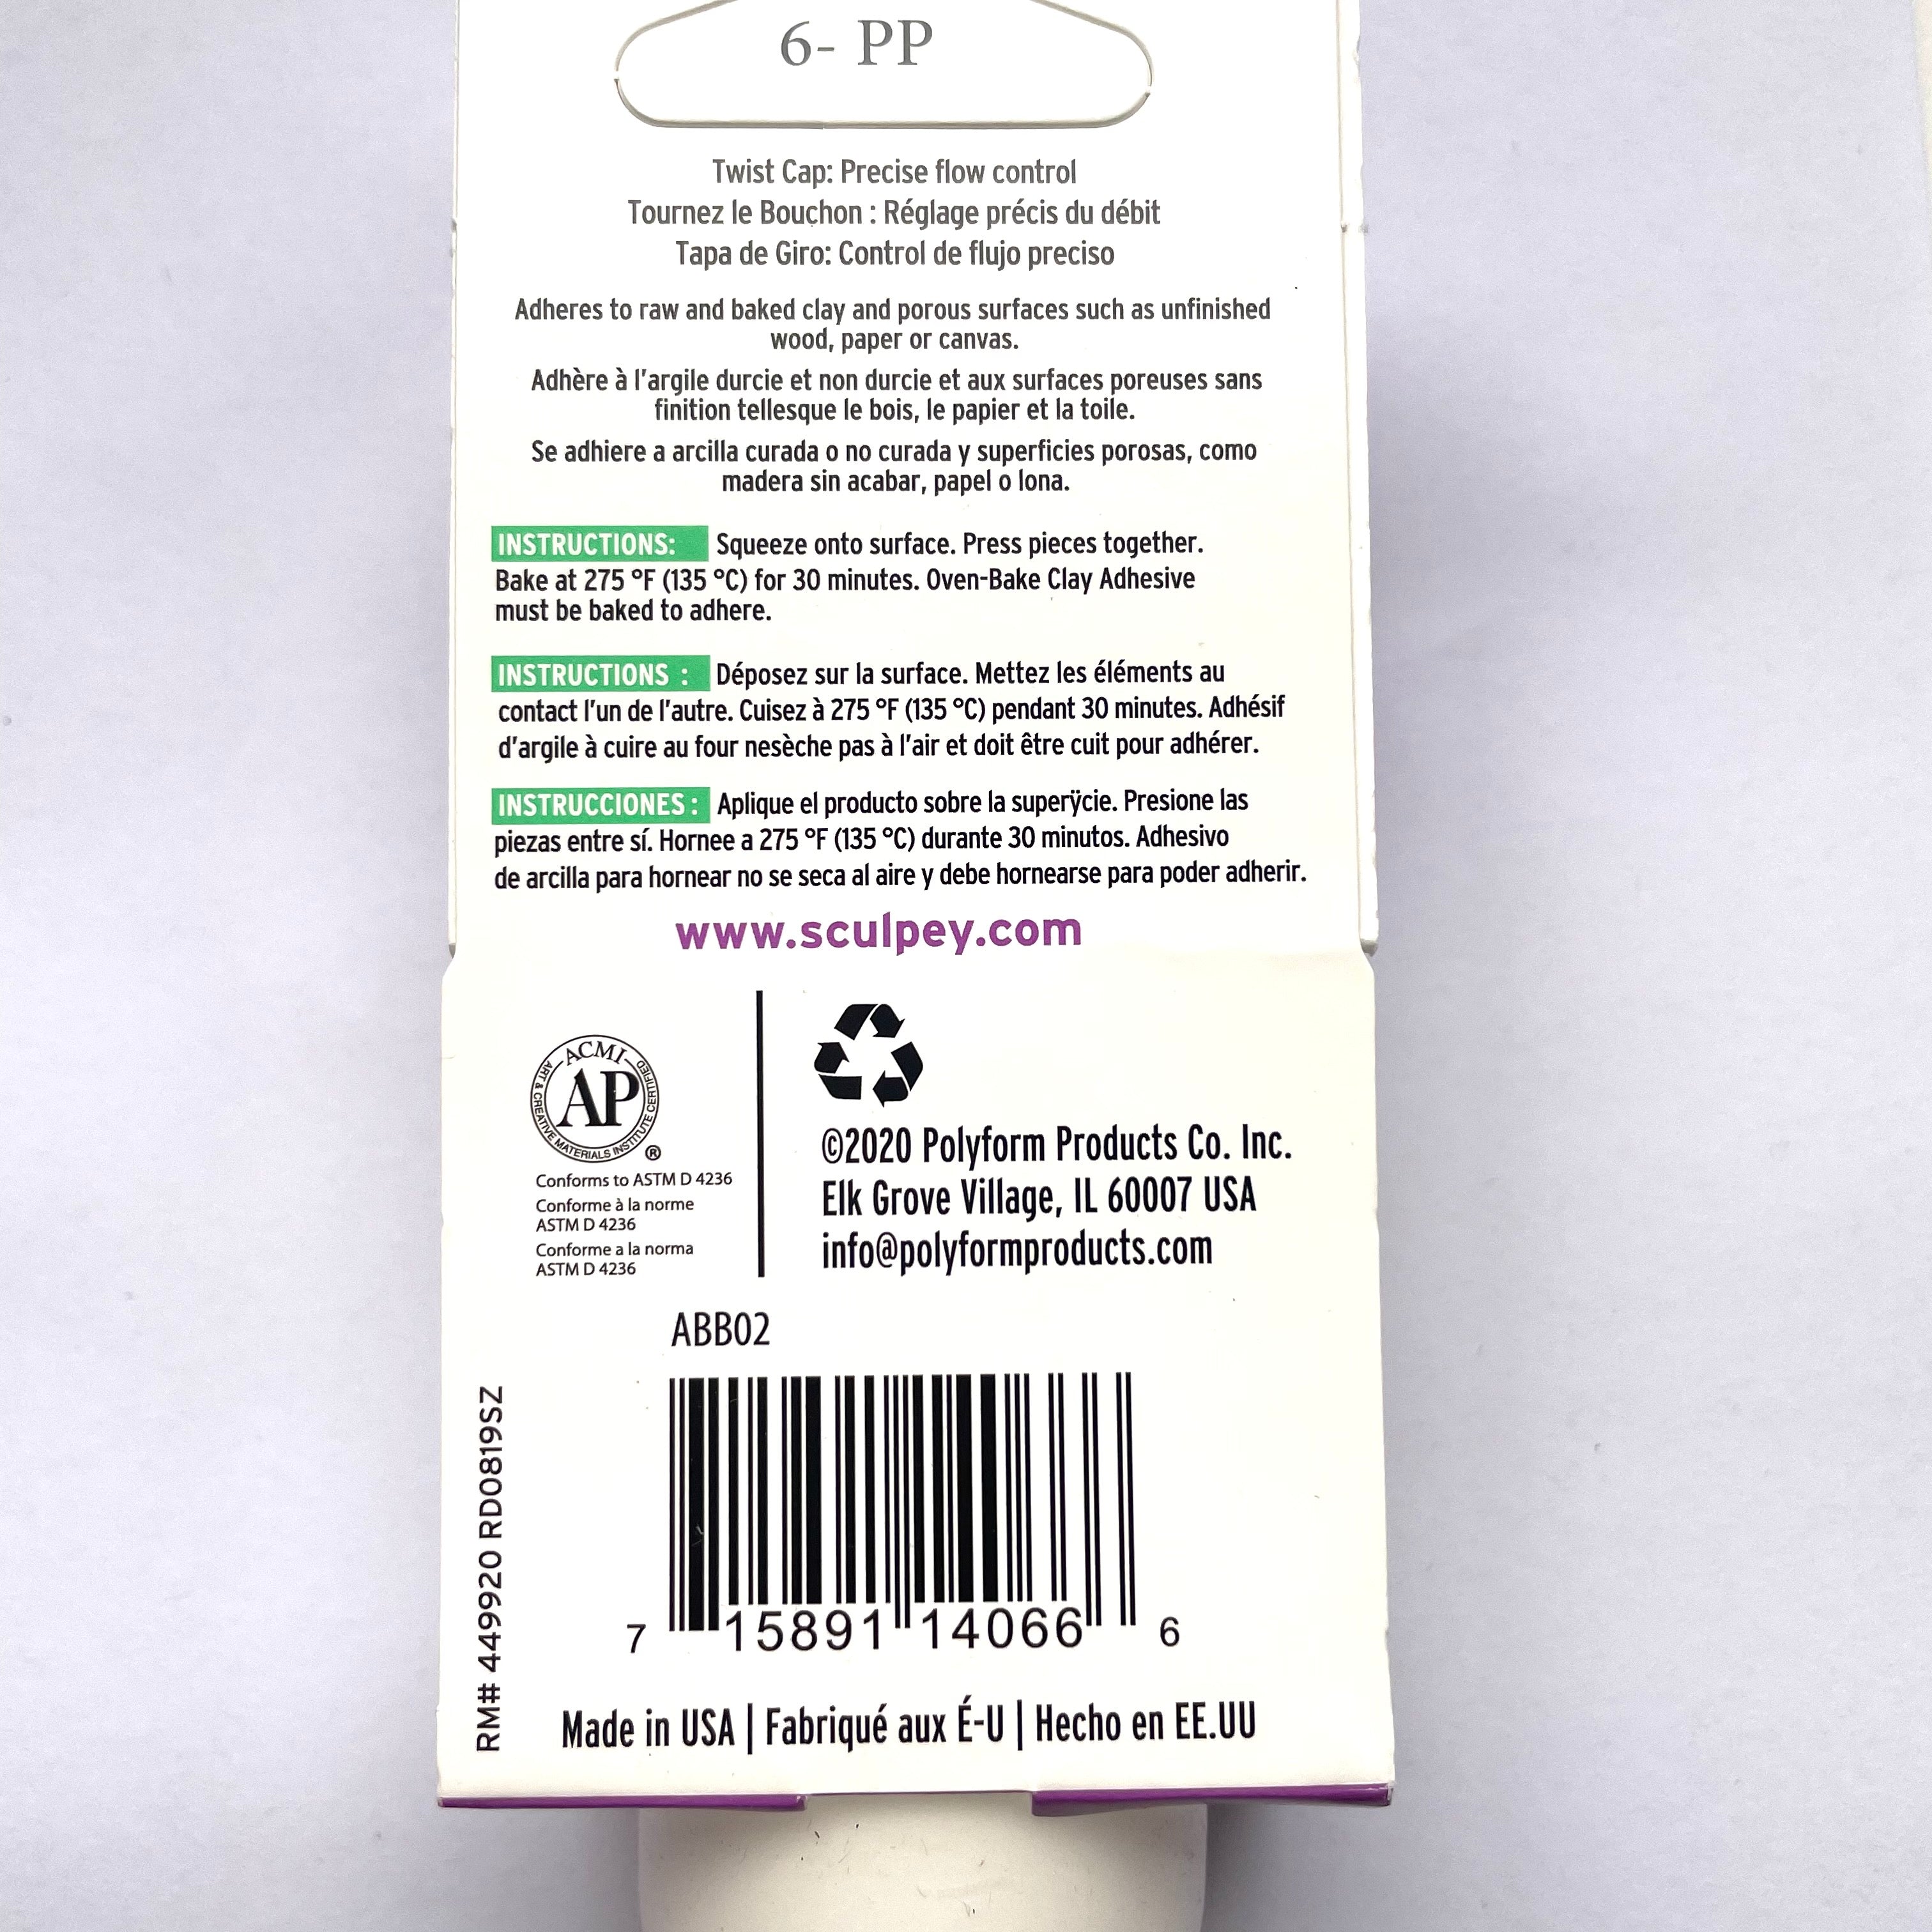 6- PP
Twist Cap: Precise flow control
Tournez le Bouchon : Réglage précis du débit
Tapa de Giro: Control de flujo preciso
Adheres to raw and baked clay and porous surfaces such as unfinished
wood, paper or canvas.
Adhère à l'argile durcie et non durcie et aux surfaces poreuses sans
finition tellesque le bois, le papier et la toile.
Se adhiere a arcilla curada o no curada y superficies porosas, como
madera sin acabar, papel o lona.
INSTRUCTIONS: Squeeze onto surface. Press pieces together.
Bake at 275 °F (135 °C) for 30 minutes. Oven-Bake Clay Adhesive
must be baked to adhere.
INSTRUCTIONS : Déposez sur la surface. Mettez les éléments au
contact l'un de l'autre. Cuisez à 275 °F (135 °C) pendant 30 minutes. Adhésif
d'argile à cuire au four nesèche pas à l'air et doit être cuit pour adhérer.
INSTRUCCIONES : Aplique el producto sobre la superÿcie. Presione las
piezas entre sí. Hornee a 275 °F (135 °C) durante 30 minutos. Adhesivo
de arcilla para hornear no se seca al aire y debe hornearse para poder adherir.
www.sculpey.com
ACMI
AP
ART & CREATIVE MATERIALS INSTITUTE CERTIFIED
®
Conforms to ASTM D 4236
Conforme à la norme
ASTM D 4236
Conforme a la norma
ASTM D 4236
©2020 Polyform Products Co. Inc.
Elk Grove Village, IL 60007 USA
info@polyformproducts.com
ABB02
RM# 449920 RD0819SZ
7 15891 14066 6
Made in USA | Fabriqué aux É-U | Hecho en EE.UU